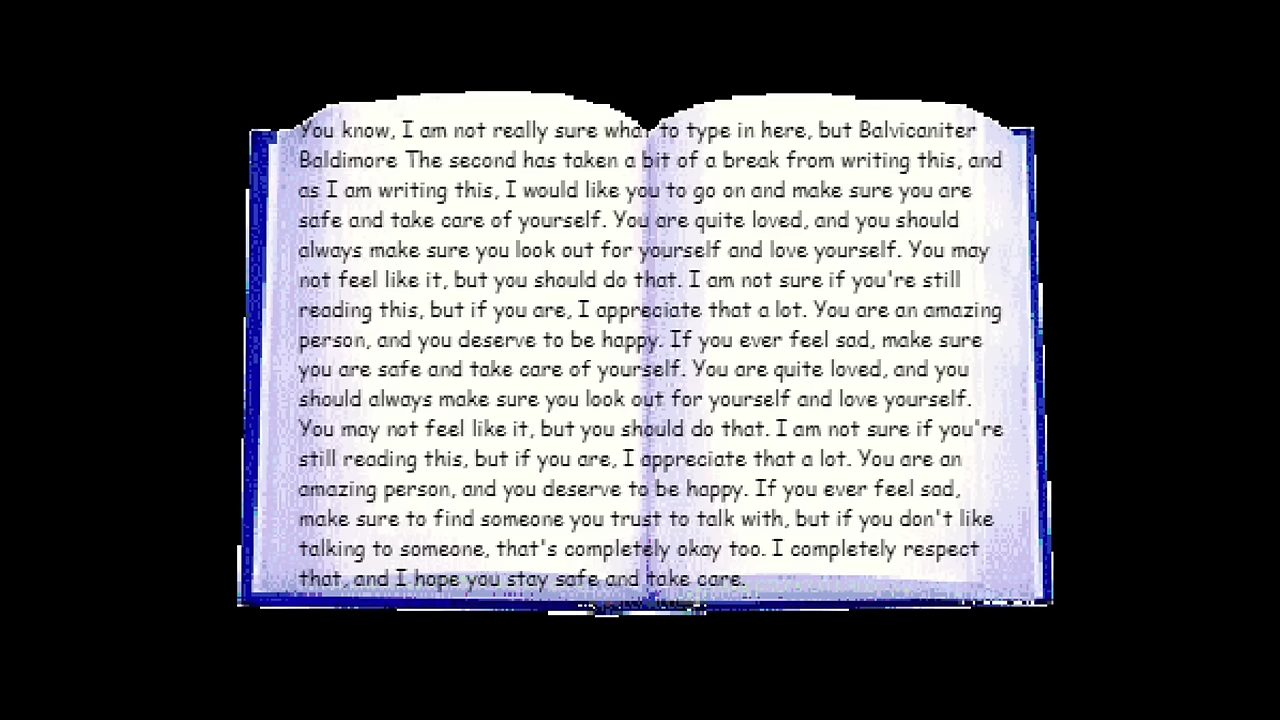 You know, I am not really sure what to type in here, but Balvicaniter
Baldimore The second has taken a bit of a break from writing this, and
as I am writing this, I would like you to go on and make sure you are
safe and take care of yourself. You are quite loved, and you should
always make sure you look out for yourself and love yourself. You may
not feel like it, but you should do that. I am not sure if you're still
reading this, but if you are, I appreciate that a lot. You are an amazing
person, and you deserve to be happy. If you ever feel sad, make sure
you are safe and take care of yourself. You are quite loved, and you
should always make sure you look out for yourself and love yourself.
You may not feel like it, but you should do that. I am not sure if you're
still reading this, but if you are, I appreciate that a lot. You are an
amazing person, and you deserve to be happy. If you ever feel sad,
make sure to find someone you trust to talk with, but if you don't like
talking to someone, that's completely okay too. I completely respect
that, and I hope you stay safe and take care.